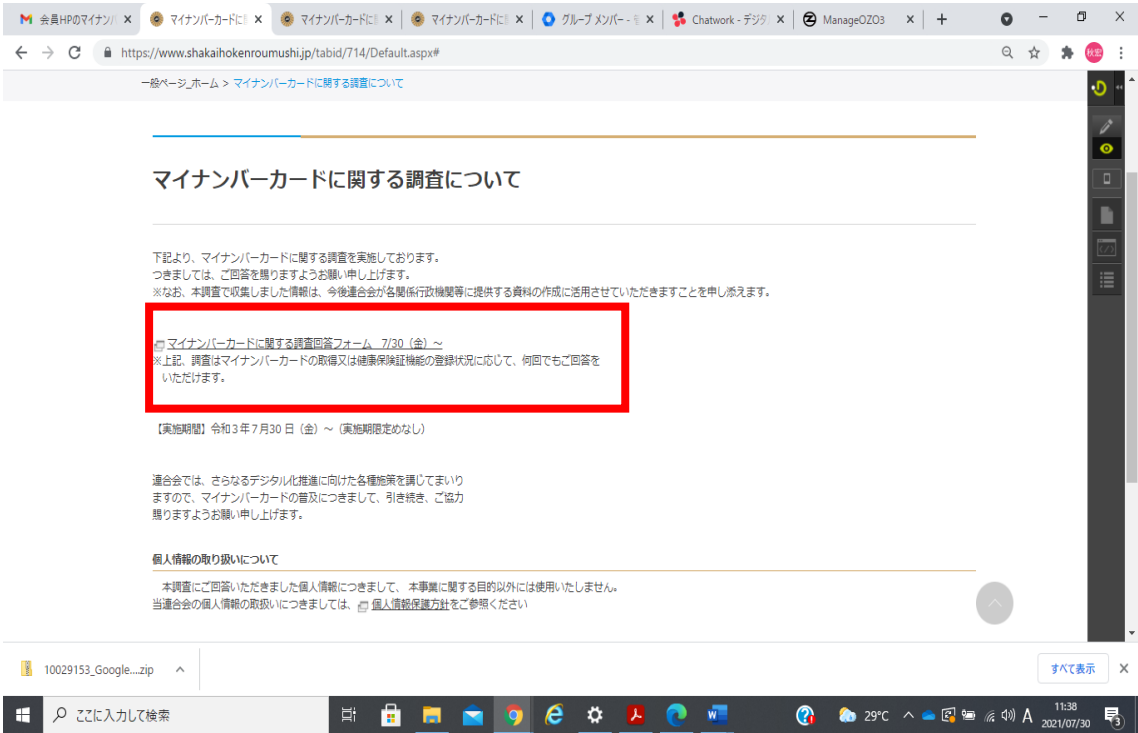 会員HPのマイナンバ
マイナンバーカードに
マイナンバーカードに
マイナンバーカードに
グループ メンバー -
Chatwork - デジタ
ManageOZO3
https://www.shakaihokenroumushi.jp/tabid/714/Default.aspx#
一般ページ_ホーム > マイナンバーカードに関する調査について
マイナンバーカードに関する調査について
下記より、マイナンバーカードに関する調査を実施しております。
つきましては、ご回答を賜りますようお願い申し上げます。
※なお、本調査で収集しました情報は、今後連合会が各関係行政機関等に提供する資料の作成に活用させていただきますことを申し添えます。
マイナンバーカードに関する調査回答フォーム 7/30（金）～
※上記、調査はマイナンバーカードの取得又は健康保険証機能の登録状況に応じて、何回でもご回答を
いただけます。
【実施期間】令和３年７月30 日（金）～（実施期限定めなし）
連合会では、さらなるデジタル化推進に向けた各種施策を講じてまいり
ますので、マイナンバーカードの普及につきまして、引き続き、ご協力
賜りますようお願い申し上げます。
個人情報の取り扱いについて
本調査にご回答いただきました個人情報につきまして、 本事業に関する目的以外には使用いたしません。
当連合会の個人情報の取扱いにつきましては、 個人情報保護方針をご参照ください
10029153_Google....zip
すべて表示
ここに入力して検索
29°C
A
11:38
2021/07/30
3